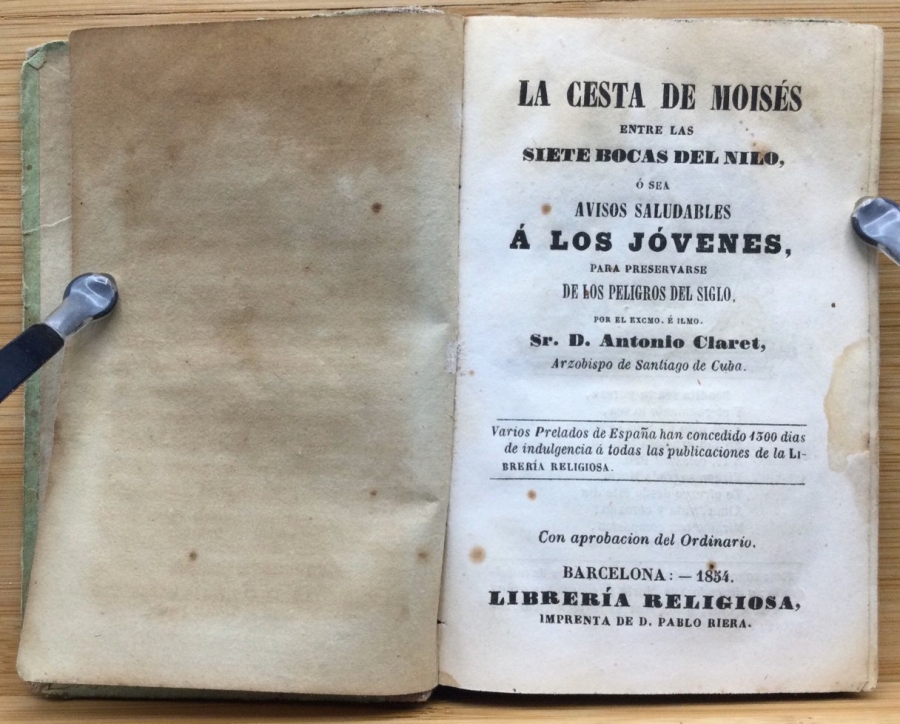 LA CESTA DE MOISÉS
ENTRE LAS
SIETE BOCAS DEL NILO,
Ó SEA
AVISOS SALUDABLES
Á LOS JÓVENES,
PARA PRESERVARSE
DE LOS PELIGROS DEL SIGLO,
POR EL EXCMO. É ILMO.
Sr. D. Antonio Claret,
Arzobispo de Santiago de Cuba.
Varios Prelados de España han concedido 1300 dias
de indulgencia á todas las publicaciones de la LI-
BRERÍA RELIGIOSA.
Con aprobacion del Ordinario.
BARCELONA: — 1854.
LIBRERÍA RELIGIOSA,
IMPRENTA DE D. PABLO RIERA.